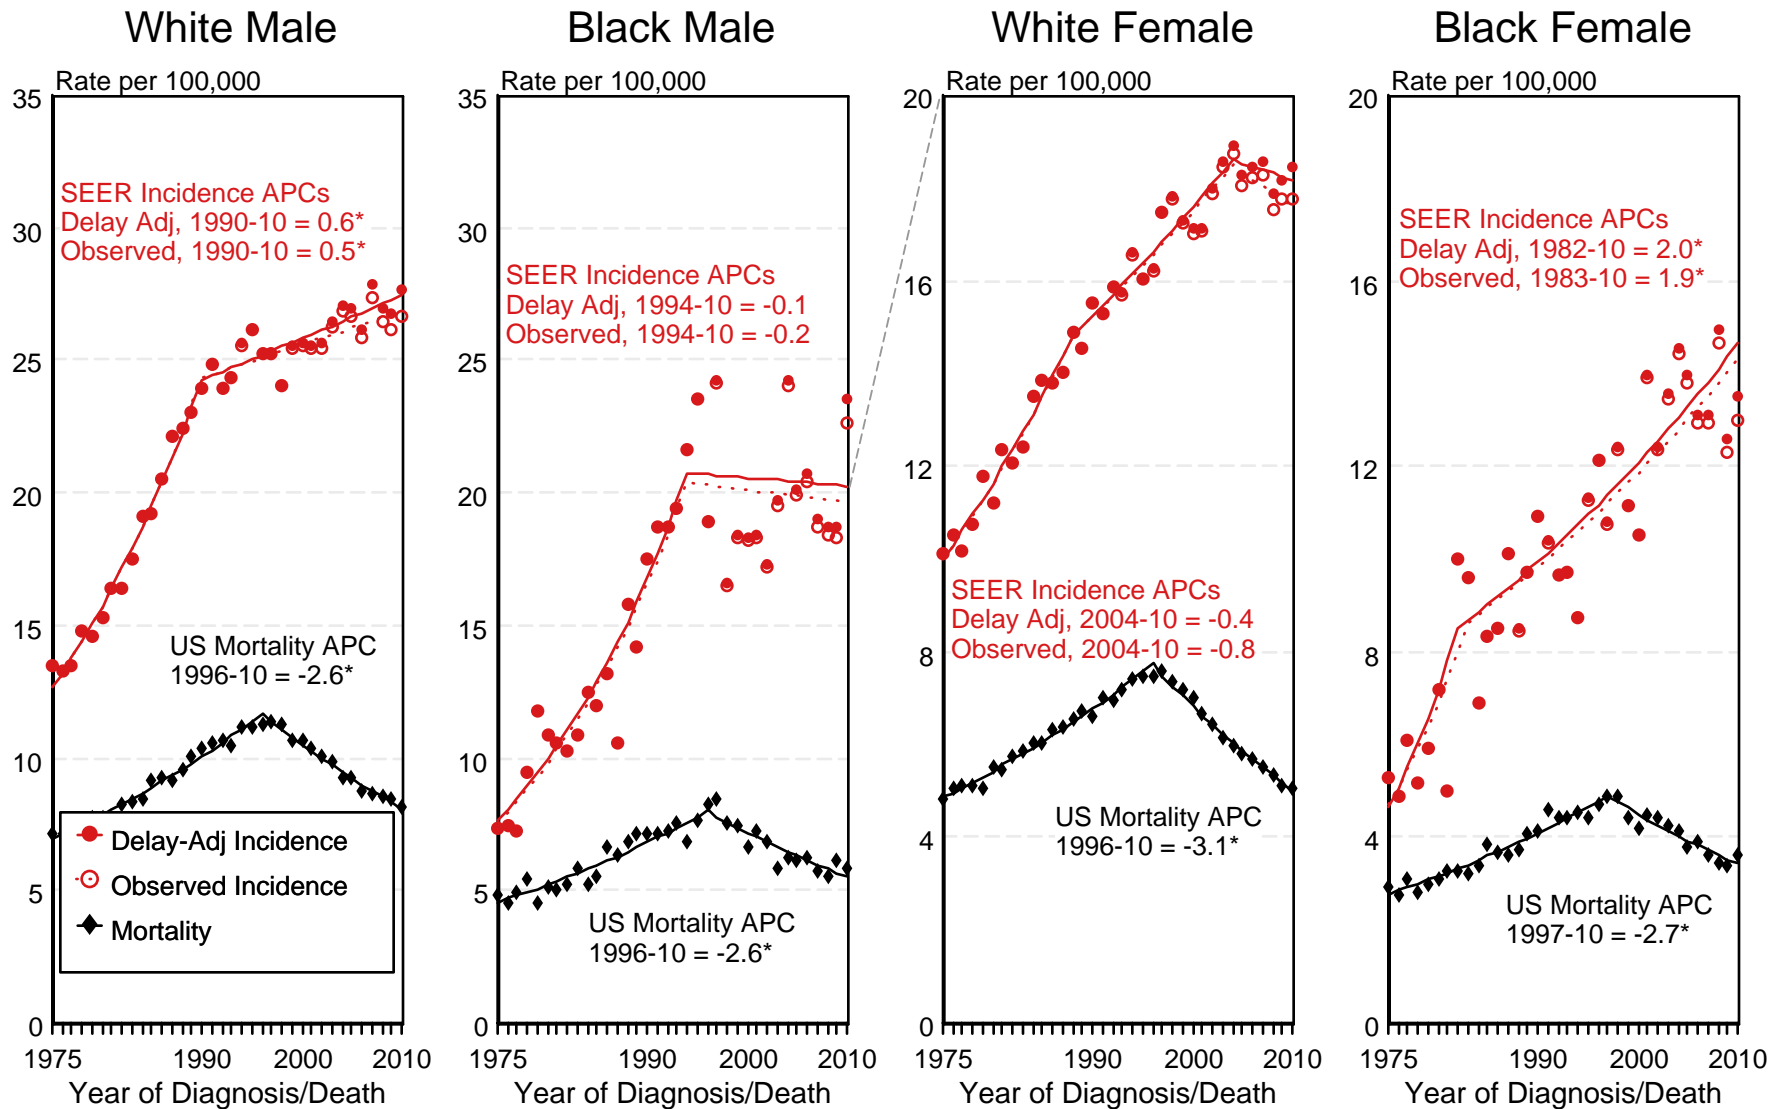 White Male
Rate per 100,000
35
30
25
20
15
10
5
0
SEER Incidence APCs
Delay Adj, 1990-10 = 0.6*
Observed, 1990-10 = 0.5*
US Mortality APC
1996-10 = -2.6*
Delay-Adj Incidence
Observed Incidence
Mortality
1975 1990 2000 2010
Year of Diagnosis/Death
Black Male
Rate per 100,000
35
30
25
20
15
10
5
0
SEER Incidence APCs
Delay Adj, 1994-10 = -0.1
Observed, 1994-10 = -0.2
US Mortality APC
1996-10 = -2.6*
1975 1990 2000 2010
Year of Diagnosis/Death
White Female
Rate per 100,000
20
16
12
8
4
0
SEER Incidence APCs
Delay Adj, 2004-10 = -0.4
Observed, 2004-10 = -0.8
US Mortality APC
1996-10 = -3.1*
1975 1990 2000 2010
Year of Diagnosis/Death
Black Female
Rate per 100,000
20
16
12
8
4
0
SEER Incidence APCs
Delay Adj, 1982-10 = 2.0*
Observed, 1983-10 = 1.9*
US Mortality APC
1997-10 = -2.7*
1975 1990 2000 2010
Year of Diagnosis/Death